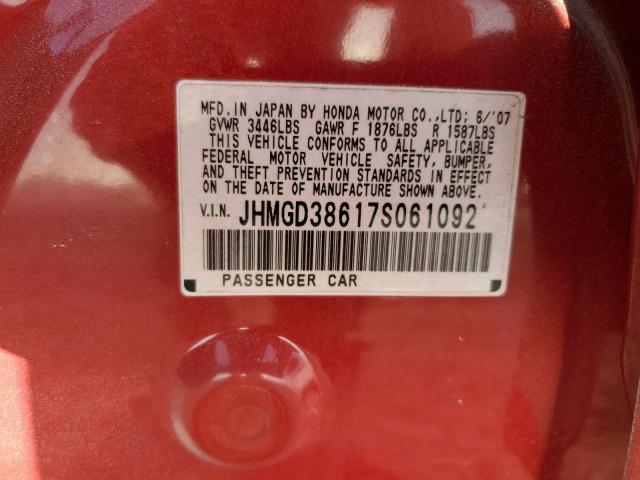 MFD. IN JAPAN BY HONDA MOTOR CO.,LTD; 6/'07
GVWR 3446LBS GAWR F 1876LBS R 1587LBS
THIS VEHICLE CONFORMS TO ALL APPLICABLE
FEDERAL MOTOR VEHICLE SAFETY, BUMPER,
AND THEFT PREVENTION STANDARDS IN EFFECT
ON THE DATE OF MANUFACTURE SHOWN ABOVE.
V.I.N. JHMGD38617S061092
PASSENGER CAR